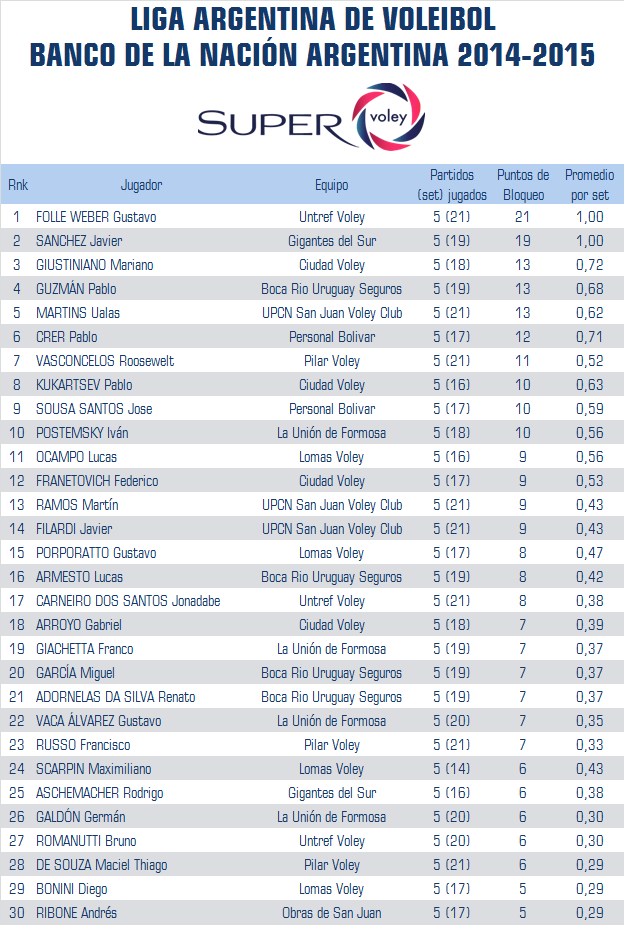 LIGA ARGENTINA DE VOLEIBOL
BANCO DE LA NACIÓN ARGENTINA 2014-2015
SUPER voley
Rnk Jugador Equipo Partidos (set) jugados Puntos de Bloqueo Promedio por set
1 FOLLE WEBER Gustavo Untref Voley 5 (21) 21 1,00
2 SANCHEZ Javier Gigantes del Sur 5 (19) 19 1,00
3 GIUSTINIANO Mariano Ciudad Voley 5 (18) 13 0,72
4 GUZMÁN Pablo Boca Rio Uruguay Seguros 5 (19) 13 0,68
5 MARTINS Ualas UPCN San Juan Voley Club 5 (21) 13 0,62
6 CRER Pablo Personal Bolivar 5 (17) 12 0,71
7 VASCONCELOS Roosewelt Pilar Voley 5 (21) 11 0,52
8 KUKARTSEV Pablo Ciudad Voley 5 (16) 10 0,63
9 SOUSA SANTOS Jose Personal Bolivar 5 (17) 10 0,59
10 POSTEMSKY Iván La Unión de Formosa 5 (18) 10 0,56
11 OCAMPO Lucas Lomas Voley 5 (16) 9 0,56
12 FRANETOVICH Federico Ciudad Voley 5 (17) 9 0,53
13 RAMOS Martín UPCN San Juan Voley Club 5 (21) 9 0,43
14 FILARDI Javier UPCN San Juan Voley Club 5 (21) 9 0,43
15 PORPORATTO Gustavo Lomas Voley 5 (17) 8 0,47
16 ARMESTO Lucas Boca Rio Uruguay Seguros 5 (19) 8 0,42
17 CARNEIRO DOS SANTOS Jonadabe Untref Voley 5 (21) 8 0,38
18 ARROYO Gabriel Ciudad Voley 5 (18) 7 0,39
19 GIACHETTA Franco La Unión de Formosa 5 (19) 7 0,37
20 GARCÍA Miguel Boca Rio Uruguay Seguros 5 (19) 7 0,37
21 ADORNELAS DA SILVA Renato Boca Rio Uruguay Seguros 5 (19) 7 0,37
22 VACA ÁLVAREZ Gustavo La Unión de Formosa 5 (20) 7 0,35
23 RUSSO Francisco Pilar Voley 5 (21) 7 0,33
24 SCARPIN Maximiliano Lomas Voley 5 (14) 6 0,43
25 ASCHEMACHER Rodrigo Gigantes del Sur 5 (16) 6 0,38
26 GALDÓN Germán La Unión de Formosa 5 (20) 6 0,30
27 ROMANUTTI Bruno Untref Voley 5 (20) 6 0,30
28 DE SOUZA Maciel Thiago Pilar Voley 5 (21) 6 0,29
29 BONINI Diego Lomas Voley 5 (17) 5 0,29
30 RIBONE Andrés Obras de San Juan 5 (17) 5 0,29